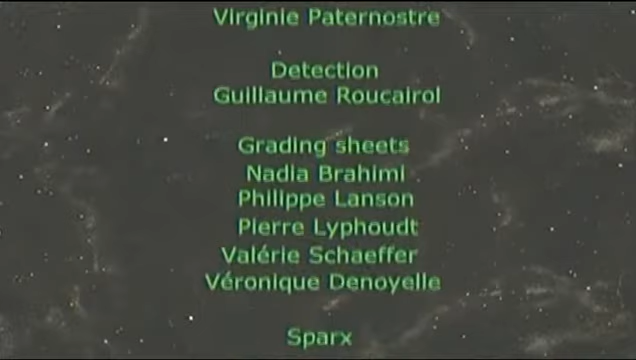 Virginie Paternostre
Detection
Guillaume Roucairol
Grading sheets
Nadia Brahimi
Philippe Lanson
Pierre Lyphoudt
Valérie Schaeffer
Véronique Denoyelle
Sparx